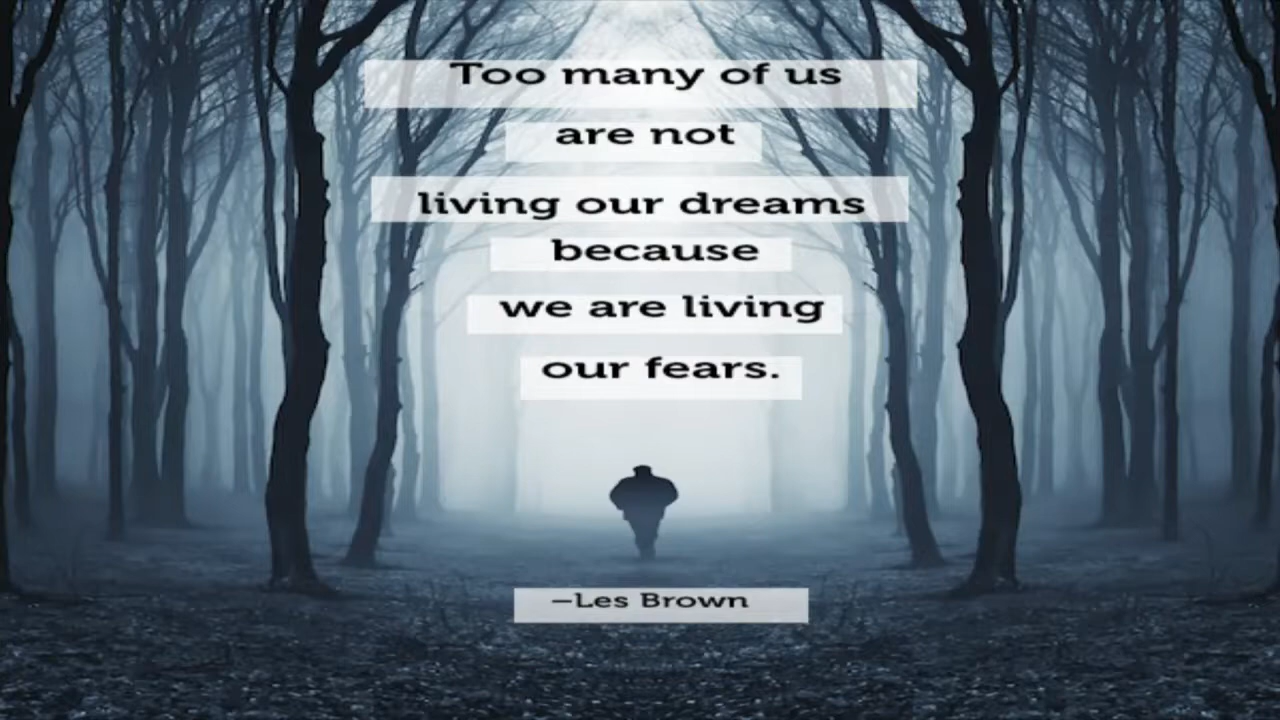 Too many of us
are not
living our dreams
because
we are living
our fears.
–Les Brown